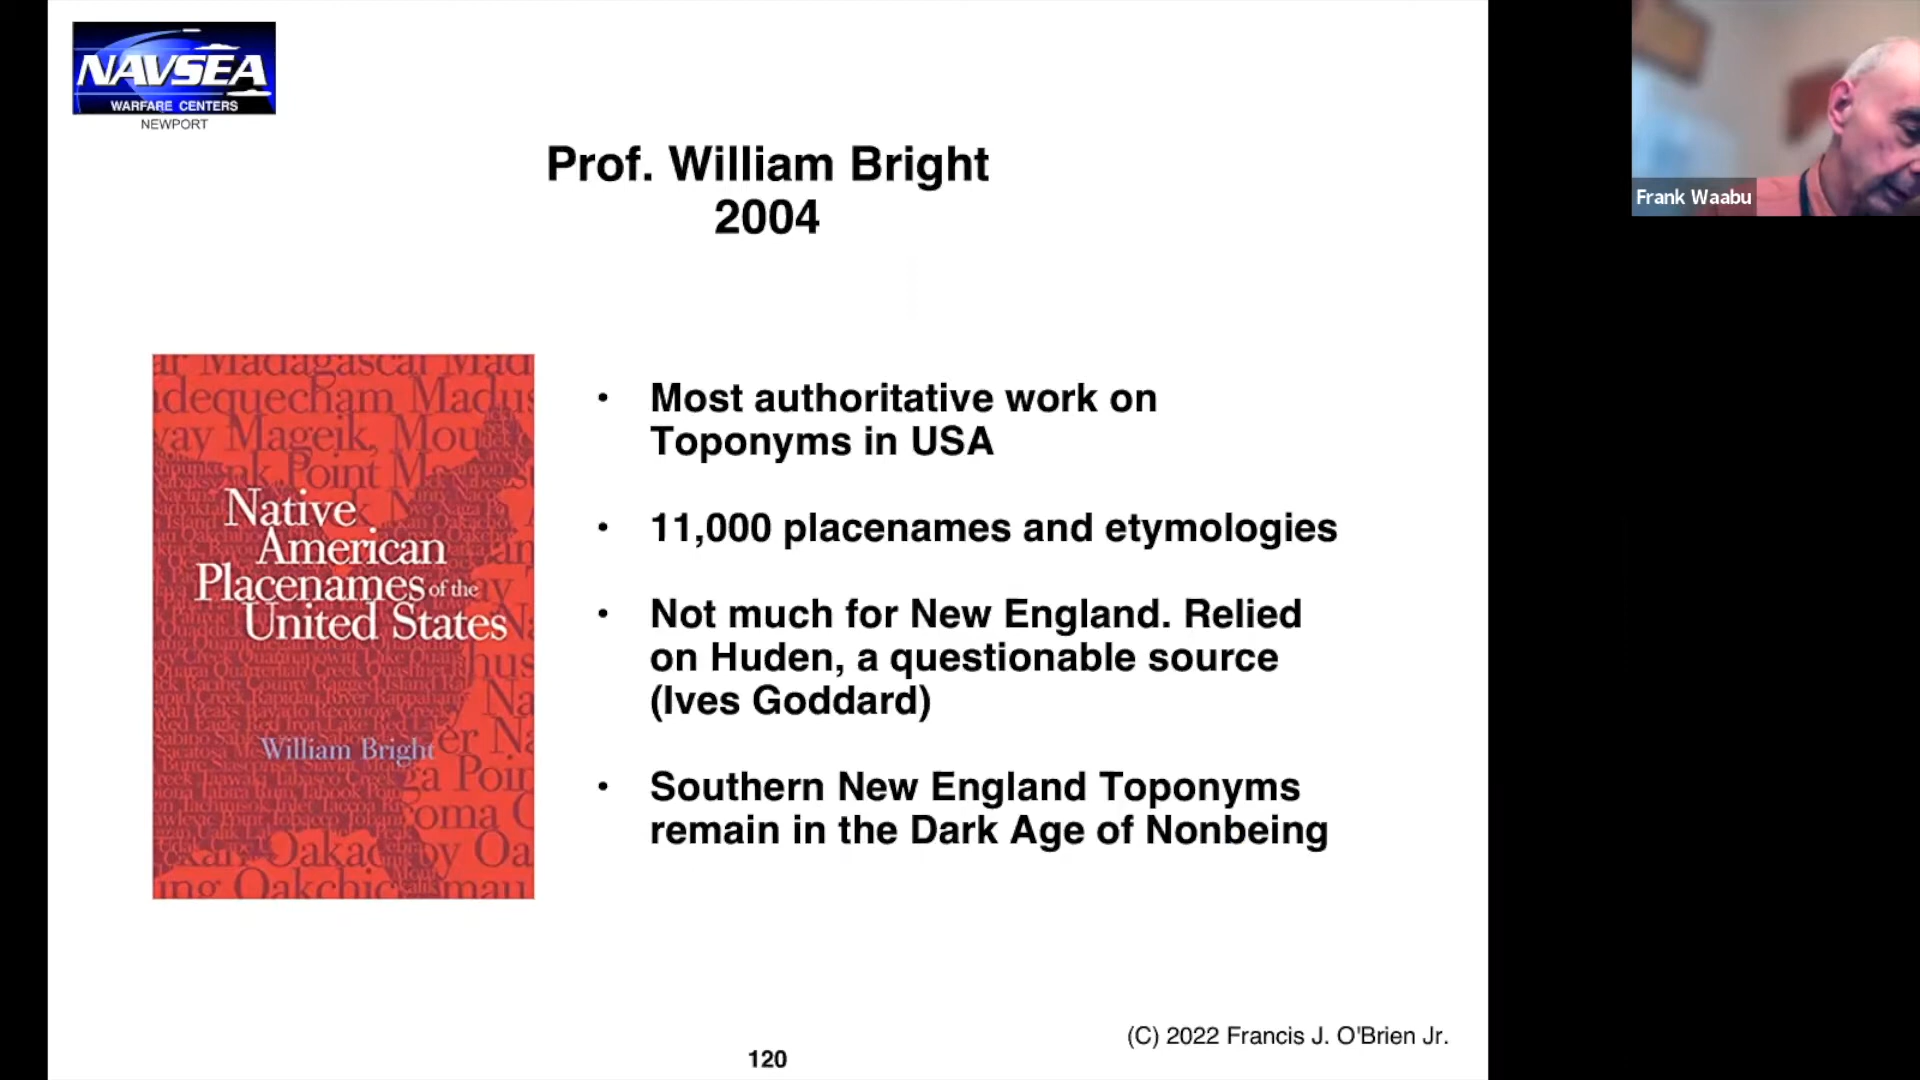 NAVSEA
WARFARE CENTERS
NEWPORT
Prof. William Bright
2004
Native
American
Placenames of the
United States
William Bright
• Most authoritative work on
Toponyms in USA
• 11,000 placenames and etymologies
• Not much for New England. Relied
on Huden, a questionable source
(Ives Goddard)
• Southern New England Toponyms
remain in the Dark Age of Nonbeing
(C) 2022 Francis J. O'Brien Jr.
120
Frank Waabu